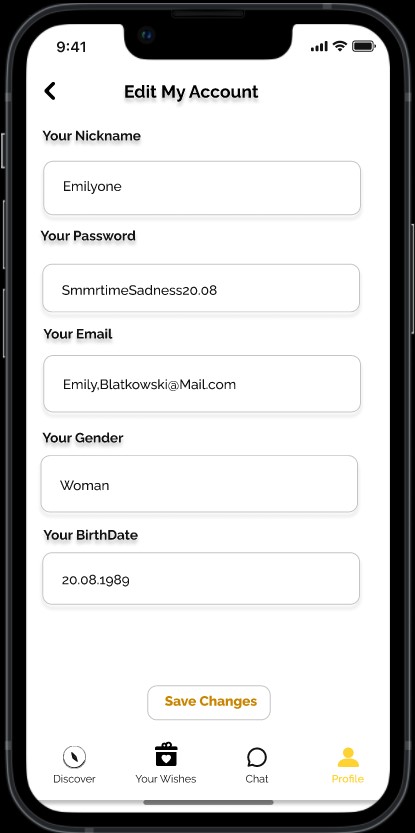 9:41
Edit My Account
Your Nickname
Emilyone
Your Password
SmmrtimeSadness20.08
Your Email
Emily,Blatkowski@Mail.com
Your Gender
Woman
Your BirthDate
20.08.1989
Save Changes
Discover
Your Wishes
Chat
Profile